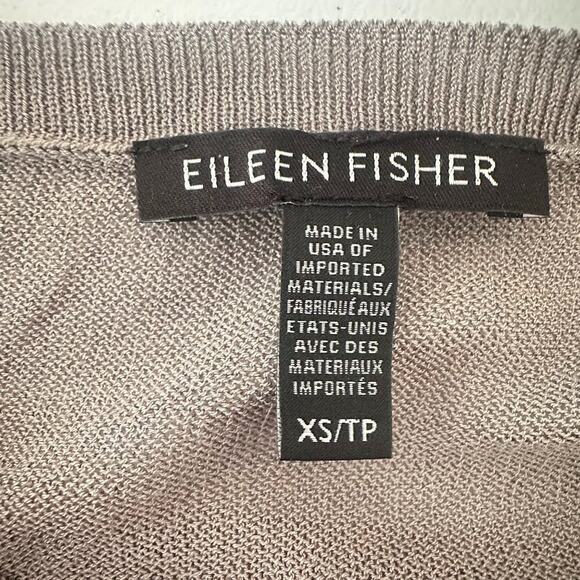 EILEEN FISHER
MADE IN
USA OF
IMPORTED
MATERIALS/
FABRIQUÉ AUX
ETATS-UNIS
AVEC DES
MATERIAUX
IMPORTÉS
XS/TP